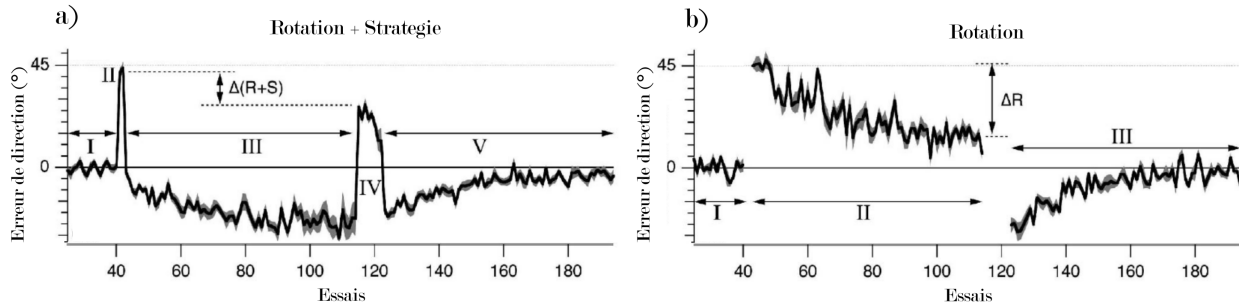 a)
Rotation + Strategie
Erreur de direction (°)
45
0
I
II
Δ(R+S)
III
IV
V
40 60 80 100 120 140 160 180
Essais
b)
Rotation
Erreur de direction (°)
45
0
I
II
ΔR
III
40 60 80 100 120 140 160 180
Essais